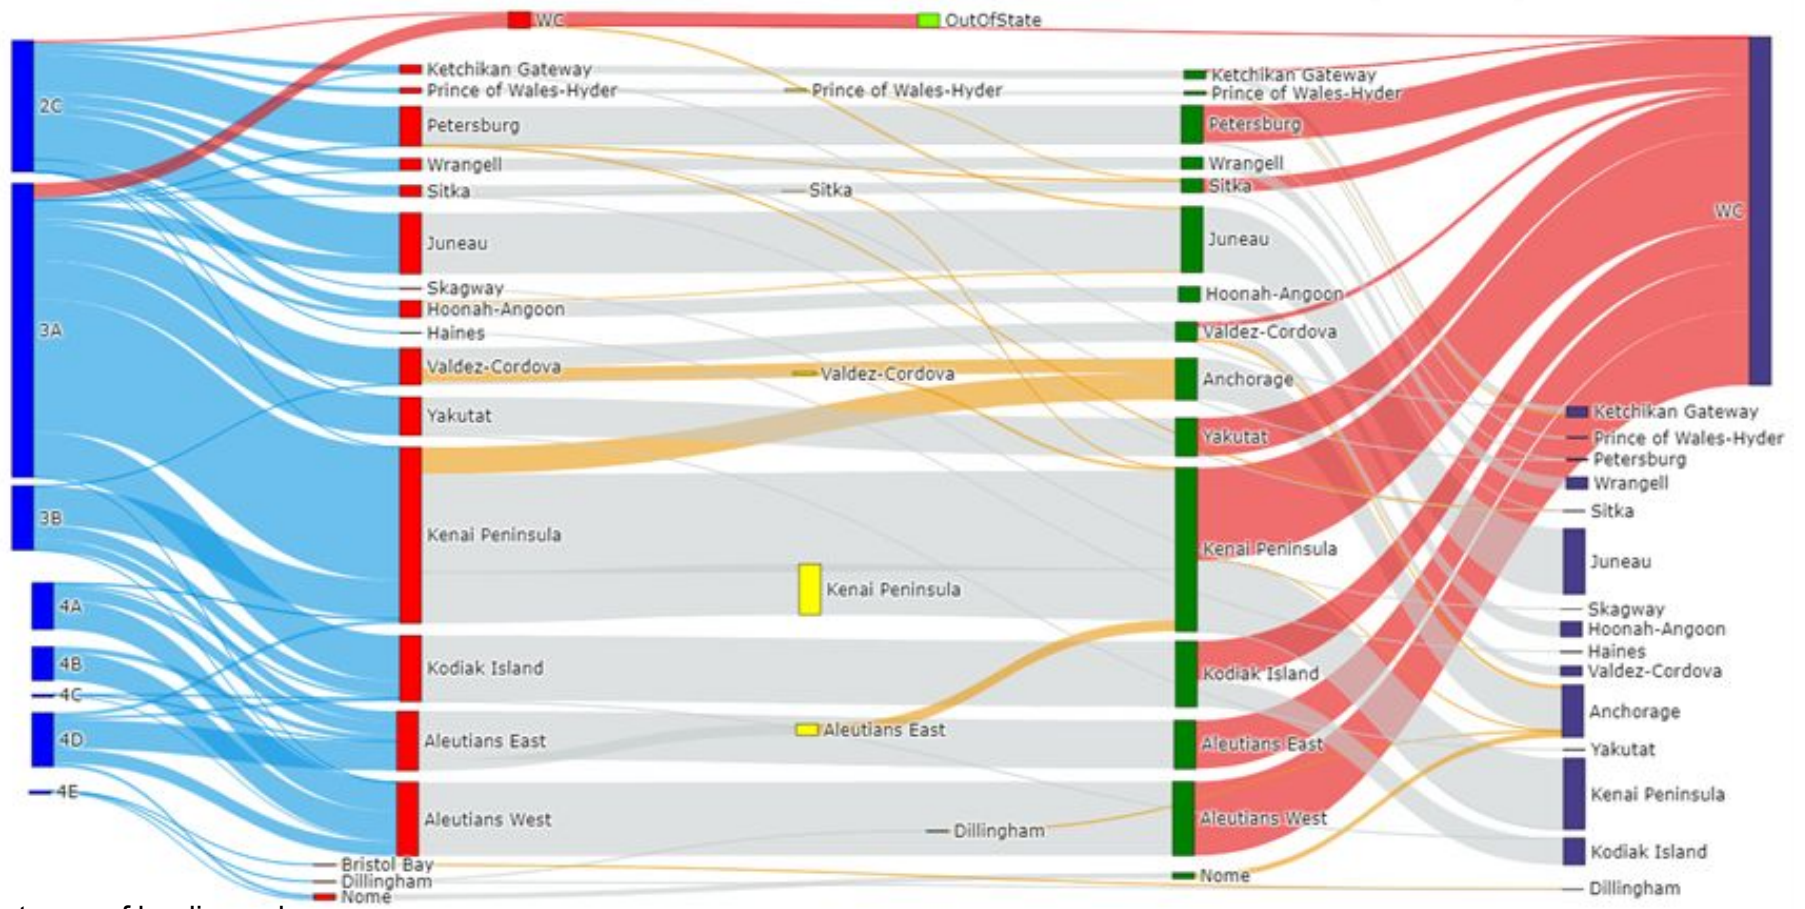 2C
3A
3B
4A
4B
4C
4D
4E
WC
Ketchikan Gateway
Prince of Wales-Hyder
Petersburg
Wrangell
Sitka
Juneau
Skagway
Hoonah-Angoon
Haines
Valdez-Cordova
Yakutat
Kenai Peninsula
Kodiak Island
Aleutians East
Aleutians West
Bristol Bay
Dillingham
Nome
Prince of Wales-Hyder
Sitka
Valdez-Cordova
Kenai Peninsula
Aleutians East
Dillingham
OutOfState
Ketchikan Gateway
Prince of Wales-Hyder
Petersburg
Wrangell
Sitka
Juneau
Hoonah-Angoon
Valdez-Cordova
Anchorage
Yakutat
Kenai Peninsula
Kodiak Island
Aleutians East
Aleutians West
Nome
WC
Ketchikan Gateway
Prince of Wales-Hyder
Petersburg
Wrangell
Sitka
Juneau
Skagway
Hoonah-Angoon
Haines
Valdez-Cordova
Anchorage
Yakutat
Kenai Peninsula
Kodiak Island
Dillingham